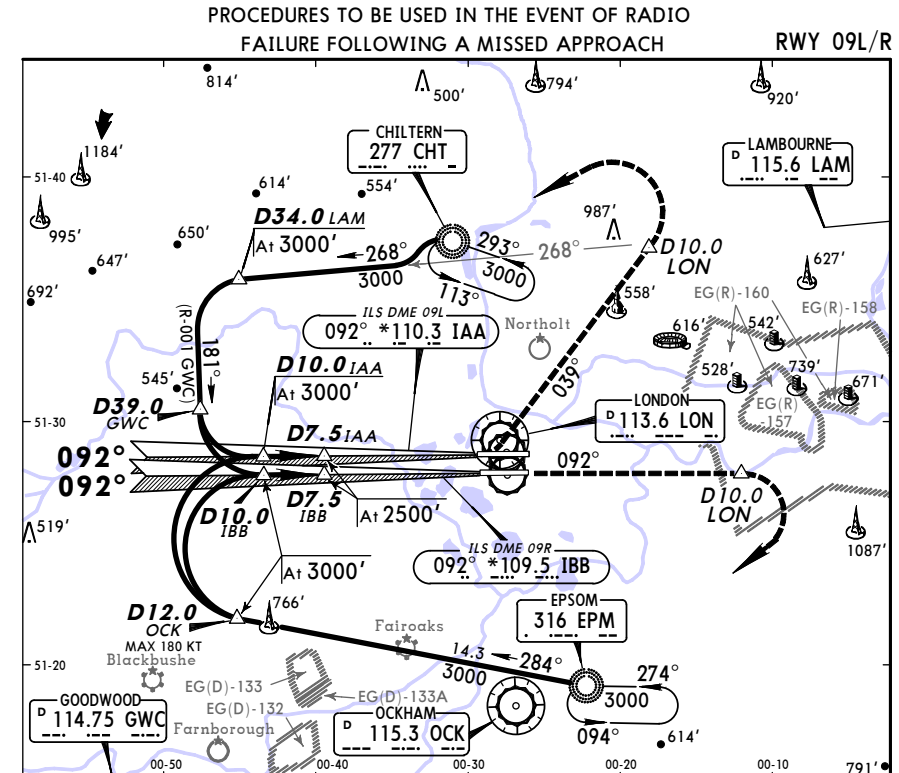 PROCEDURES TO BE USED IN THE EVENT OF RADIO
FAILURE FOLLOWING A MISSED APPROACH
RWY 09L/R
814'
500'
794'
920'
1184'
CHILTERN
277 CHT
LAMBOURNE
D 115.6 LAM
51-40
614'
554'
995'
D34.0 LAM
At 3000'
987'
650'
647'
692'
268°
3000
293°
3000
113°
268°
D10.0
LON
627'
558'
EG(R)-160
EG(R)-158
ILS DME 09L
092° *110.3 IAA
Northolt
616'
542'
(R-001 GWC)
181°
D10.0 IAA
At 3000'
039°
528'
739'
671'
545'
D39.0
GWC
LONDON
D 113.6 LON
EG(R)
-157
51-30
D7.5 IAA
092°
092°
092°
D10.0
IBB
D7.5
IBB
At 2500'
D10.0
LON
519'
1087'
ILS DME 09R
092° *109.5 IBB
At 3000'
EPSOM
316 EPM
D12.0
OCK
MAX 180 KT
766'
Fairoaks
Blackbushe
14.3
284°
3000
274°
3000
094°
51-20
EG(D)-133
EG(D)-133A
EG(D)-132
GOODWOOD
D 114.75 GWC
Farnborough
OCKHAM
D 115.3 OCK
614'
00-50
00-40
00-30
00-20
00-10
791'